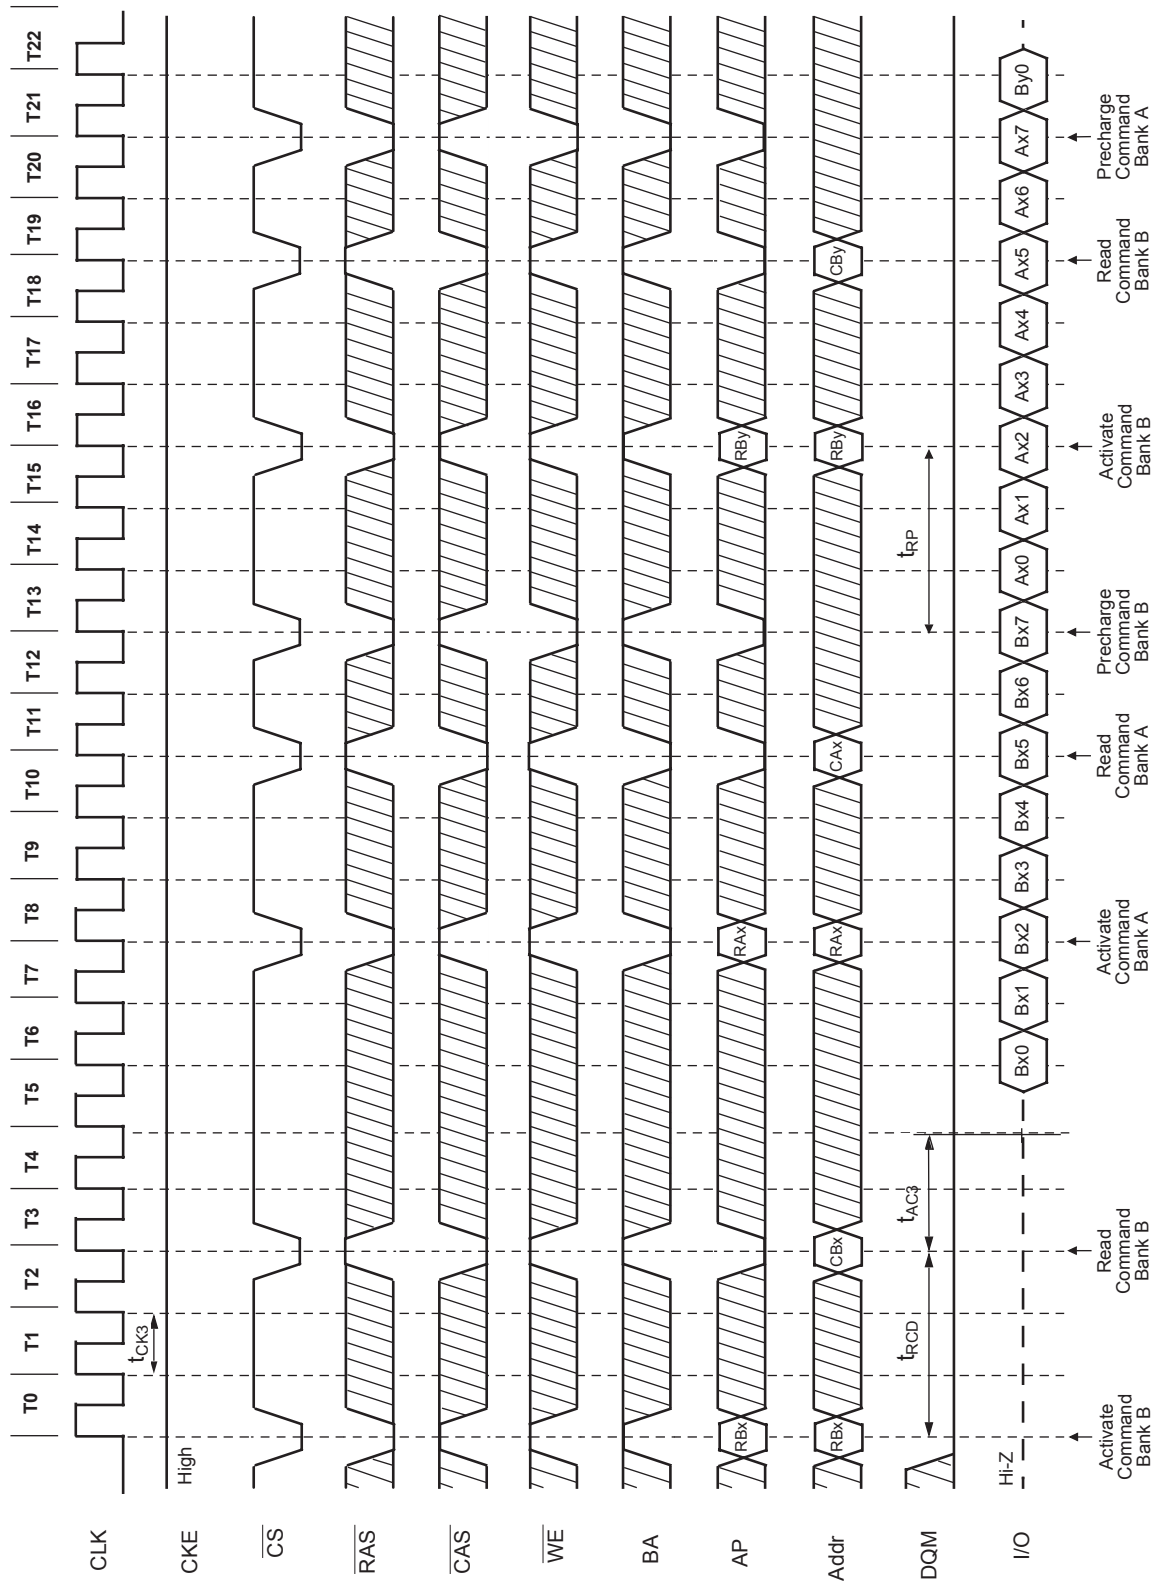 T0 T1 T2 T3 T4 T5 T6 T7 T8 T9 T10 T11 T12 T13 T14 T15 T16 T17 T18 T19 T20 T21 T22
CLK
tCK3
CKE
High
CS
RAS
CAS
WE
BA
AP
RBx RAx RBy
Addr
RBx CBx RAx CAx RBy CBy
DQM
tRCD tAC3 tRP
I/O
Hi-Z
Bx0 Bx1 Bx2 Bx3 Bx4 Bx5 Bx6 Bx7 Ax0 Ax1 Ax2 Ax3 Ax4 Ax5 Ax6 Ax7 By0
Activate
Command
Bank B
Read
Command
Bank B
Activate
Command
Bank A
Read
Command
Bank A
Precharge
Command
Bank B
Activate
Command
Bank B
Read
Command
Bank B
Precharge
Command
Bank A